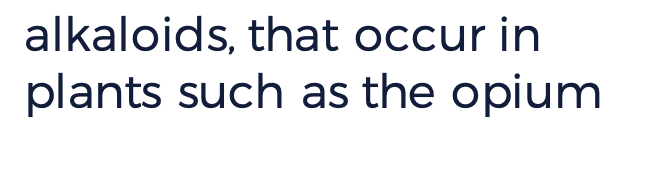 alkaloids, that occur in
plants such as the opium